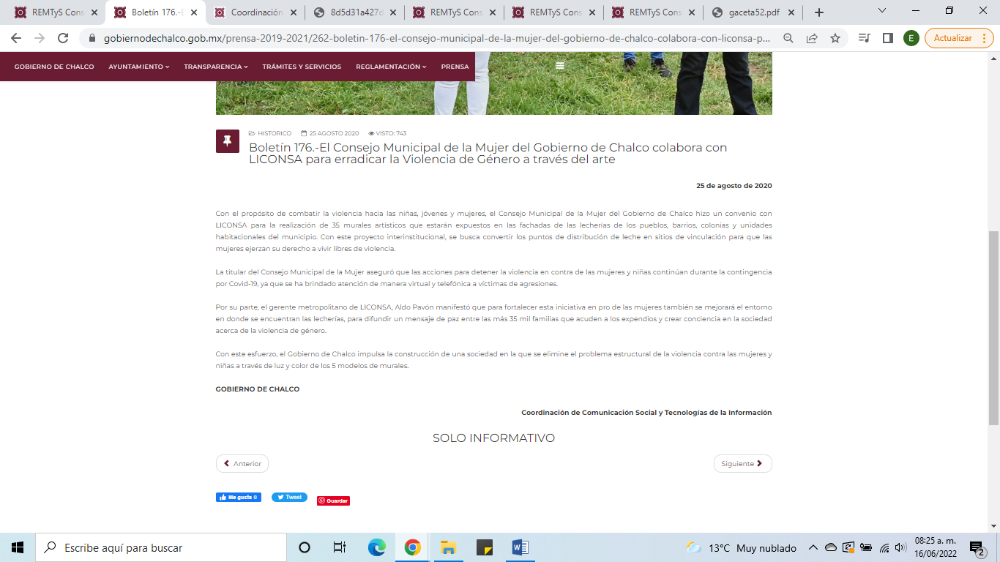 REMTyS Cons
Boletín 176.-E
Coordinación
8d5d31a427d
REMTyS Cons
REMTyS Cons
REMTyS Cons
gaceta52.pdf
gobiernodechalco.gob.mx/prensa-2019-2021/262-boletin-176-el-consejo-municipal-de-la-mujer-del-gobierno-de-chalco-colabora-con-liconsa-p...
E
Actualizar
GOBIERNO DE CHALCO AYUNTAMIENTO TRANSPARENCIA TRÁMITES Y SERVICIOS REGLAMENTACIÓN PRENSA
HISTORICO 25 AGOSTO 2020 VISTO: 743
Boletín 176.-El Consejo Municipal de la Mujer del Gobierno de Chalco colabora con
LICONSA para erradicar la Violencia de Género a través del arte
25 de agosto de 2020
Con el propósito de combatir la violencia hacia las niñas, jóvenes y mujeres, el Consejo Municipal de la Mujer del Gobierno de Chalco hizo un convenio con
LICONSA para la realización de 35 murales artísticos que estarán expuestos en las fachadas de las lecherías de los pueblos, barrios, colonias y unidades
habitacionales del municipio. Con este proyecto interinstitucional, se busca convertir los puntos de distribución de leche en sitios de vinculación para que las
mujeres ejerzan su derecho a vivir libres de violencia.
La titular del Consejo Municipal de la Mujer aseguró que las acciones para detener la violencia en contra de las mujeres y niñas continúan durante la contingencia
por Covid-19, ya que se ha brindado atención de manera virtual y telefónica a víctimas de agresiones.
Por su parte, el gerente metropolitano de LICONSA, Aldo Pavón manifestó que para fortalecer esta iniciativa en pro de las mujeres también se mejorará el entorno
en donde se encuentran las lecherías, para difundir un mensaje de paz entre las más 35 mil familias que acuden a los expendios y crear conciencia en la sociedad
acerca de la violencia de género.
Con este esfuerzo, el Gobierno de Chalco impulsa la construcción de una sociedad en la que se elimine el problema estructural de la violencia contra las mujeres y
niñas a través de luz y color de los 5 modelos de murales.
GOBIERNO DE CHALCO
Coordinación de Comunicación Social y Tecnologías de la Información
SOLO INFORMATIVO
Anterior
Siguiente
Me gusta 0
Tweet
Guardar
Escribe aquí para buscar
13°C Muy nublado
08:25 a. m.
16/06/2022
2